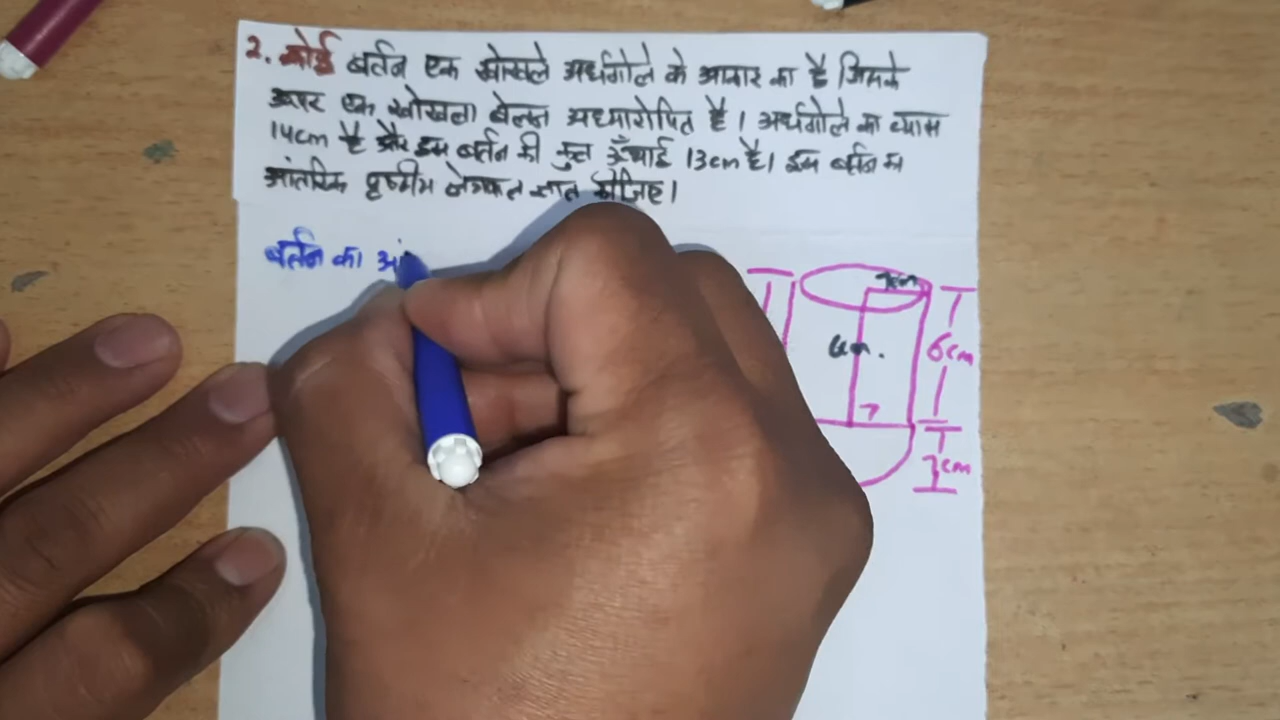 2. कोई बर्तन एक खोखले अर्धगोले के आकार का है जिसके
ऊपर एक खोखला बेलन अध्यारोपित है। अर्धगोले का व्यास
14cm है और इस बर्तन की कुल ऊँचाई 13cm है। इस बर्तन का
आंतरिक पृष्ठीय क्षेत्रफल ज्ञात कीजिए।
बर्तन का
7cm
6cm.
6cm
7
7cm